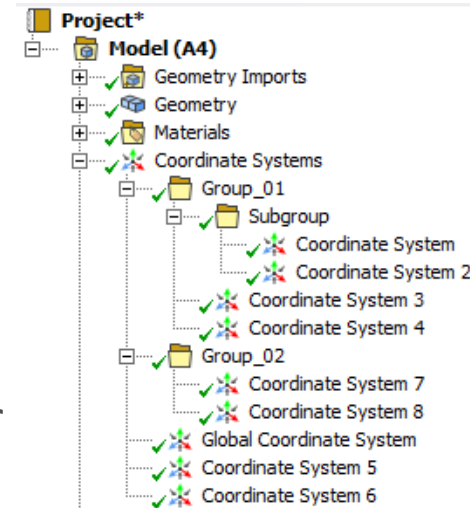 Project*
Model (A4)
Geometry Imports
Geometry
Materials
Coordinate Systems
Group_01
Subgroup
Coordinate System
Coordinate System 2
Coordinate System 3
Coordinate System 4
Group_02
Coordinate System 7
Coordinate System 8
Global Coordinate System
Coordinate System 5
Coordinate System 6